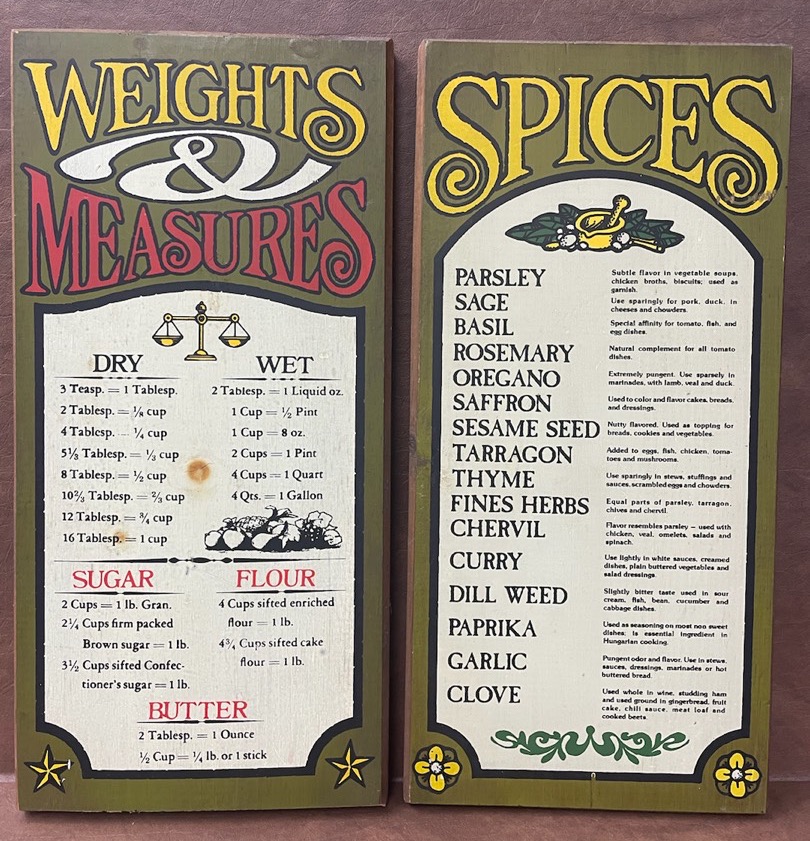 WEIGHTS
&
MEASURES
DRY
3 Teasp. = 1 Tablesp.
2 Tablesp. = ⅛ cup
4 Tablesp. = ¼ cup
5⅓ Tablesp. = ⅓ cup
8 Tablesp. = ½ cup
10⅔ Tablesp. = ⅔ cup
12 Tablesp. = ¾ cup
16 Tablesp. = 1 cup
WET
2 Tablesp. = 1 Liquid oz.
1 Cup = ½ Pint
1 Cup = 8 oz.
2 Cups = 1 Pint
4 Cups = 1 Quart
4 Qts. = 1 Gallon
SUGAR
2 Cups = 1 lb. Gran.
2¼ Cups firm packed
Brown sugar = 1 lb.
3½ Cups sifted Confec-
tioner's sugar = 1 lb.
FLOUR
4 Cups sifted enriched
flour = 1 lb.
4¾ Cups sifted cake
flour = 1 lb.
BUTTER
2 Tablesp. = 1 Ounce
½ Cup = ¼ lb. or 1 stick
SPICES
PARSLEY
Subtle flavor in vegetable soups,
chicken broths, biscuits; used as
garnish.
SAGE
Use sparingly for pork, duck, in
cheeses and chowders.
BASIL
Special affinity for tomato, fish, and
egg dishes.
ROSEMARY
Natural complement for all tomato
dishes.
OREGANO
Extremely pungent. Use sparsely in
marinades, with lamb, veal and duck.
SAFFRON
Used to color and flavor cakes, breads,
and dressings.
SESAME SEED
Nutty flavored. Used as topping for
breads, cookies and vegetables.
TARRAGON
Added to eggs, fish, chicken, toma-
toes and mushrooms.
THYME
Use sparingly in stews, stuffings and
sauces, scrambled eggs and chowders.
FINES HERBS
Equal parts of parsley, tarragon,
chives and chervil.
CHERVIL
Flavor resembles parsley – used with
chicken, veal, omelets, salads and
spinach.
CURRY
Use lightly in white sauces, creamed
dishes, plain buttered vegetables and
salad dressings.
DILL WEED
Slightly bitter taste used in sour
cream, fish, bean, cucumber and
cabbage dishes.
PAPRIKA
Used as seasoning on most non sweet
dishes; is essential ingredient in
Hungarian cooking.
GARLIC
Pungent odor and flavor. Use in stews,
sauces, dressings, marinades or hot
buttered bread.
CLOVE
Used whole in wine, studding ham
and used ground in gingerbread, fruit
cake, chili sauce, meat loaf and
cooked beets.